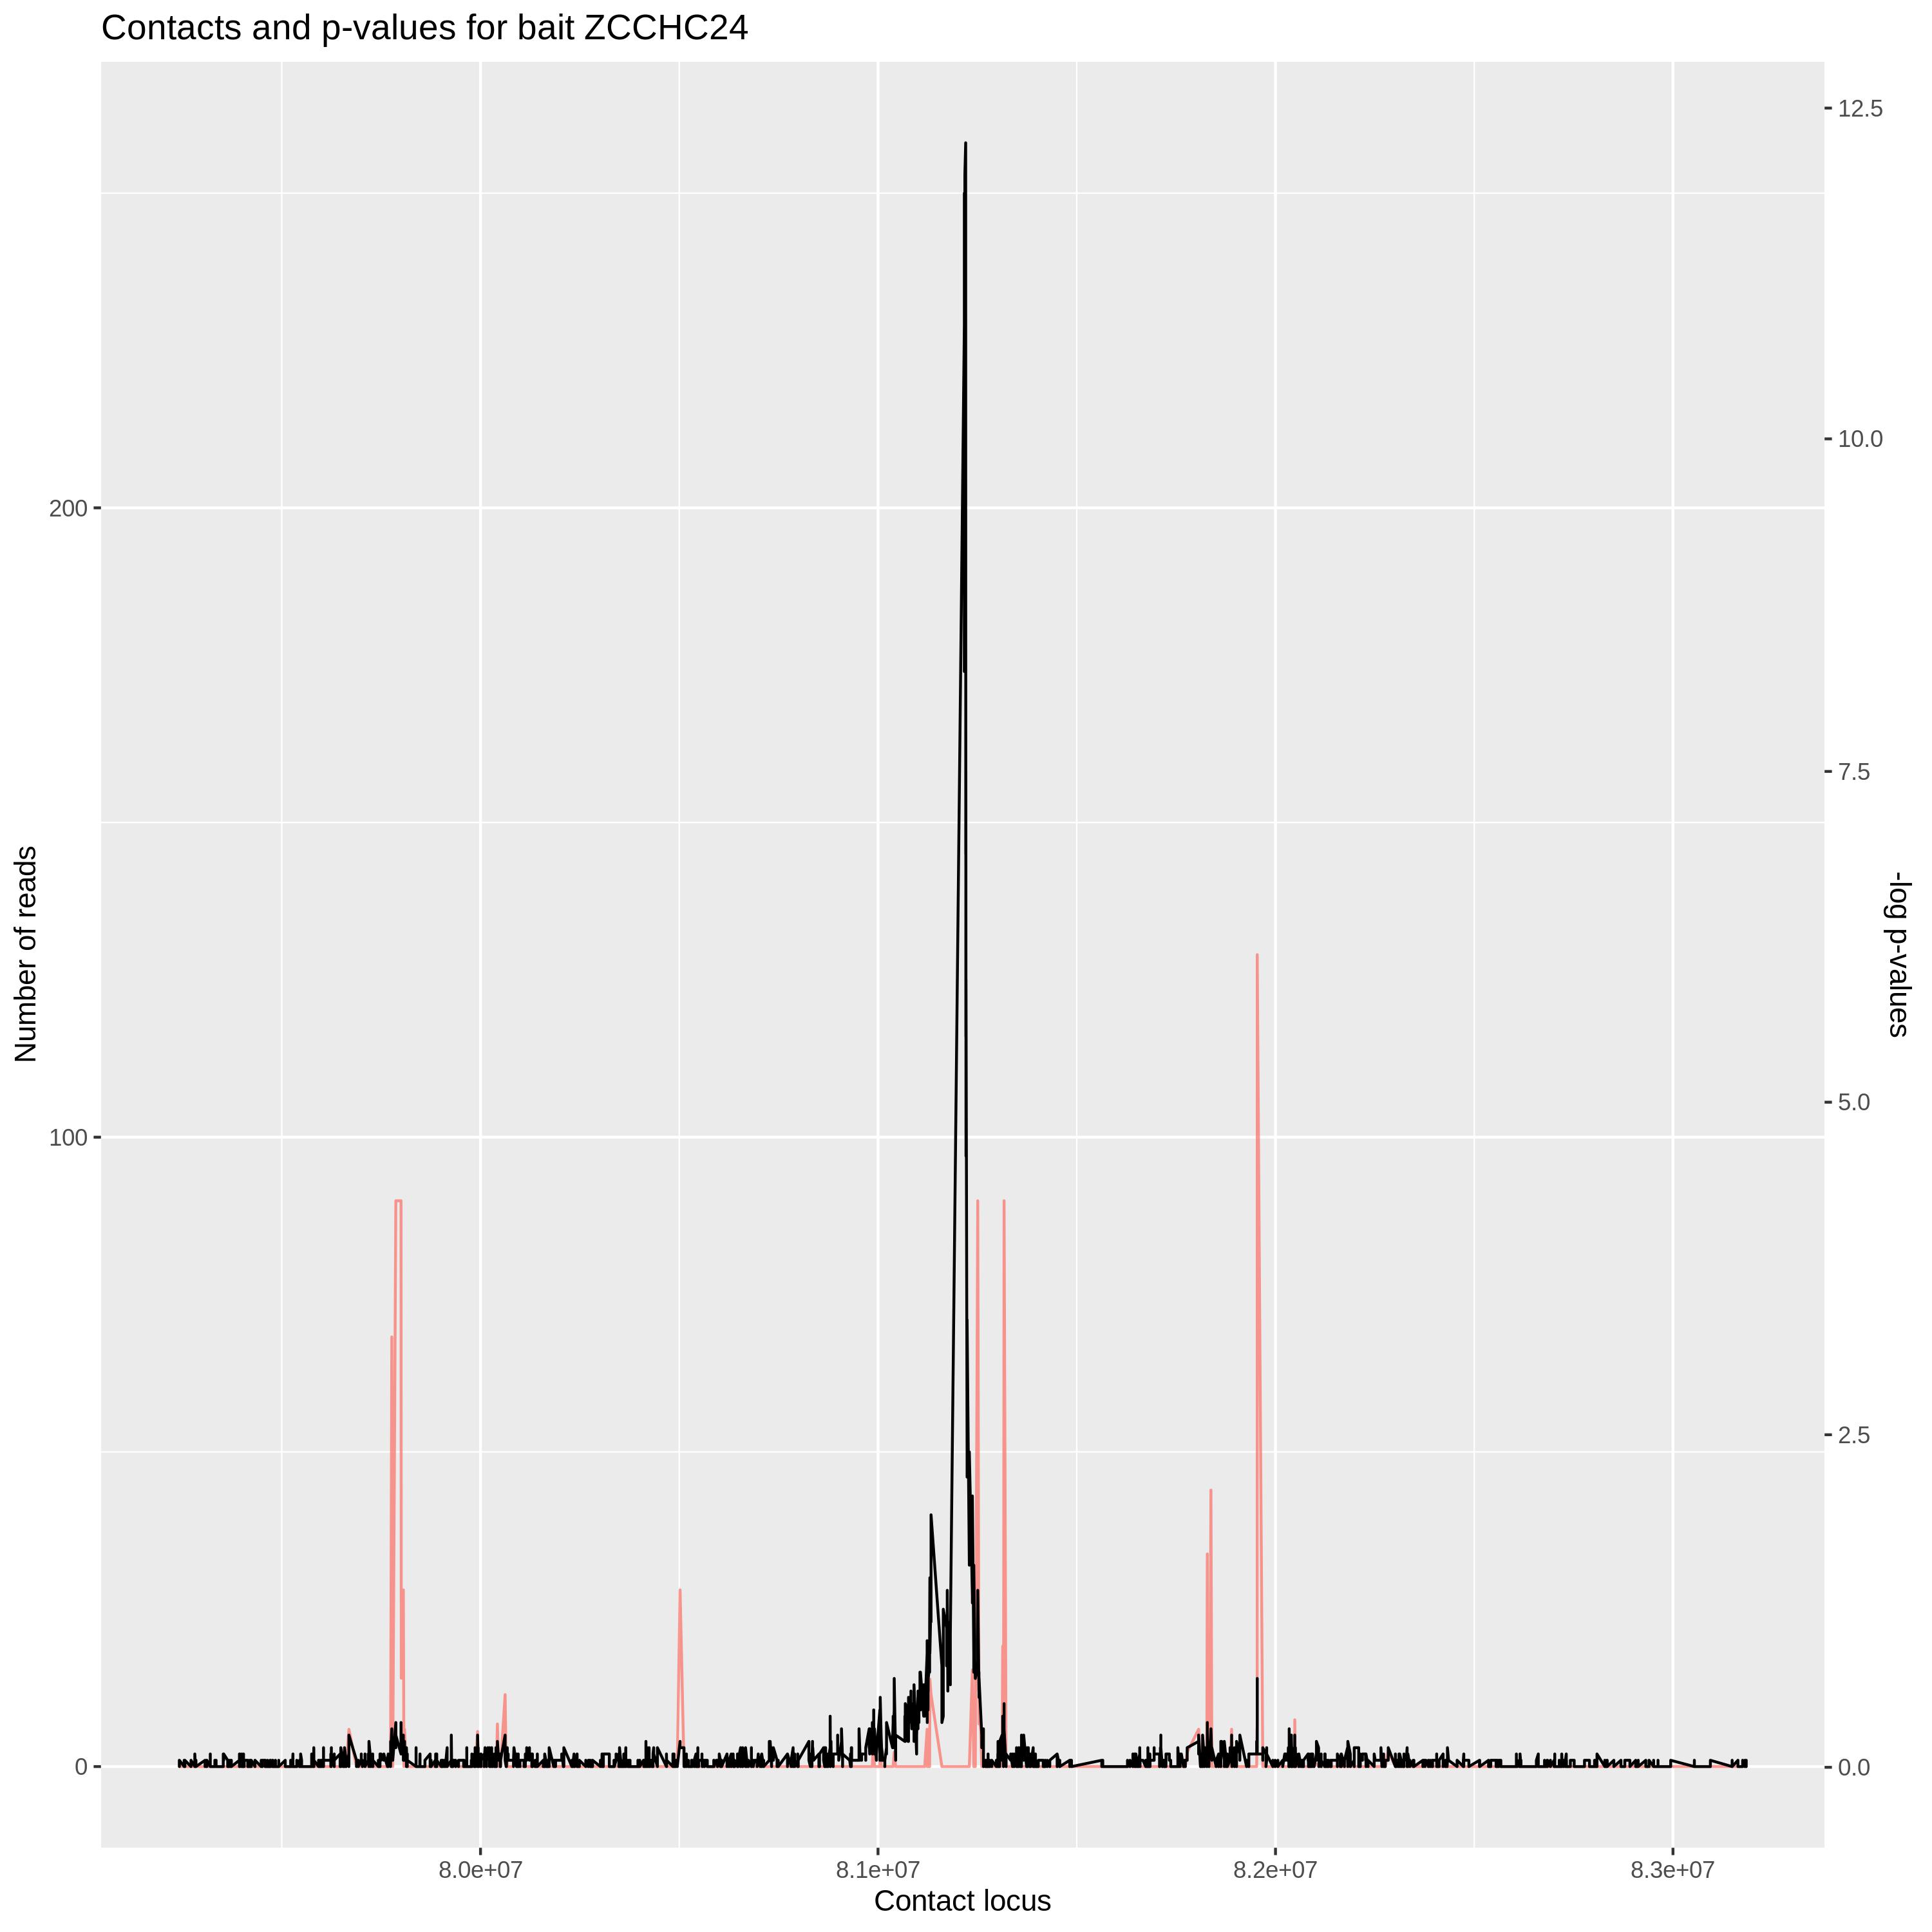 Contacts and p-values for bait ZCCHC24
Number of reads
200
100
0
12.5
10.0
7.5
5.0
2.5
0.0
-log p-values
8.0e+07
8.1e+07
8.2e+07
8.3e+07
Contact locus